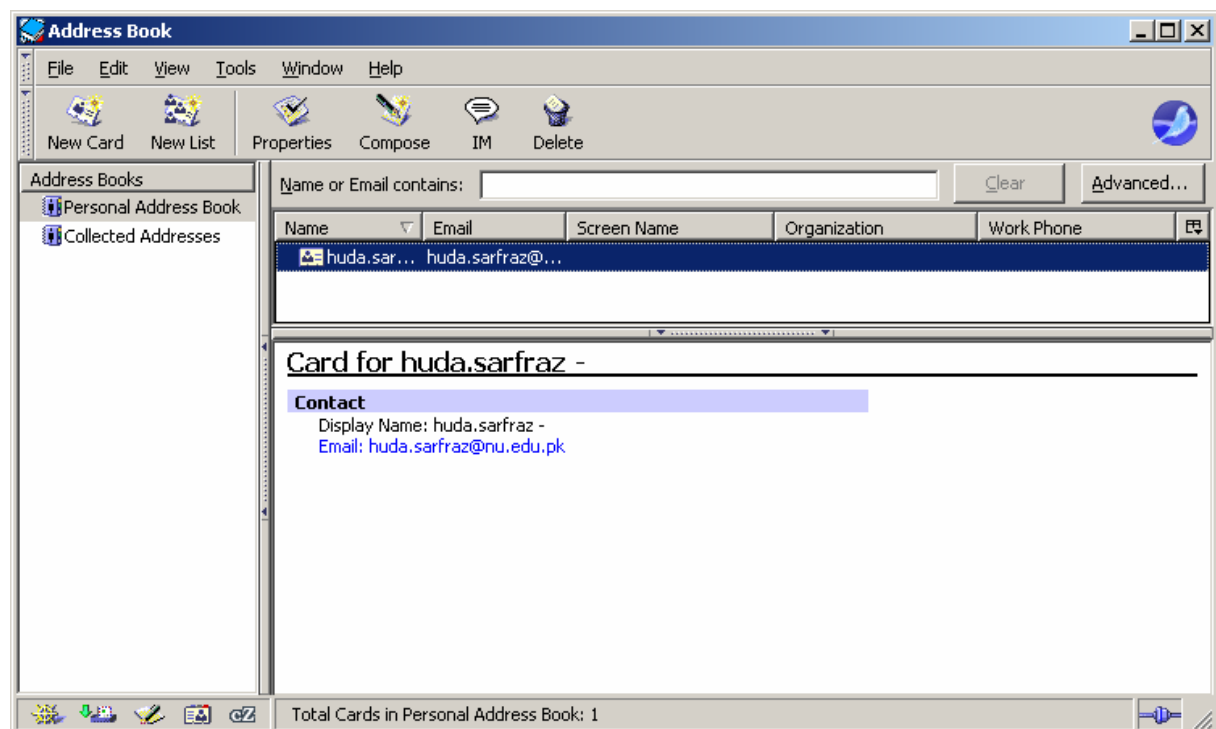 Address Book
File Edit View Tools Window Help
New Card New List Properties Compose IM Delete
Address Books
Personal Address Book
Collected Addresses
Name or Email contains: Clear Advanced...
Name Email Screen Name Organization Work Phone
huda.sar... huda.sarfraz@...
Card for huda.sarfraz -
Contact
Display Name: huda.sarfraz -
Email: huda.sarfraz@nu.edu.pk
cZ Total Cards in Personal Address Book: 1